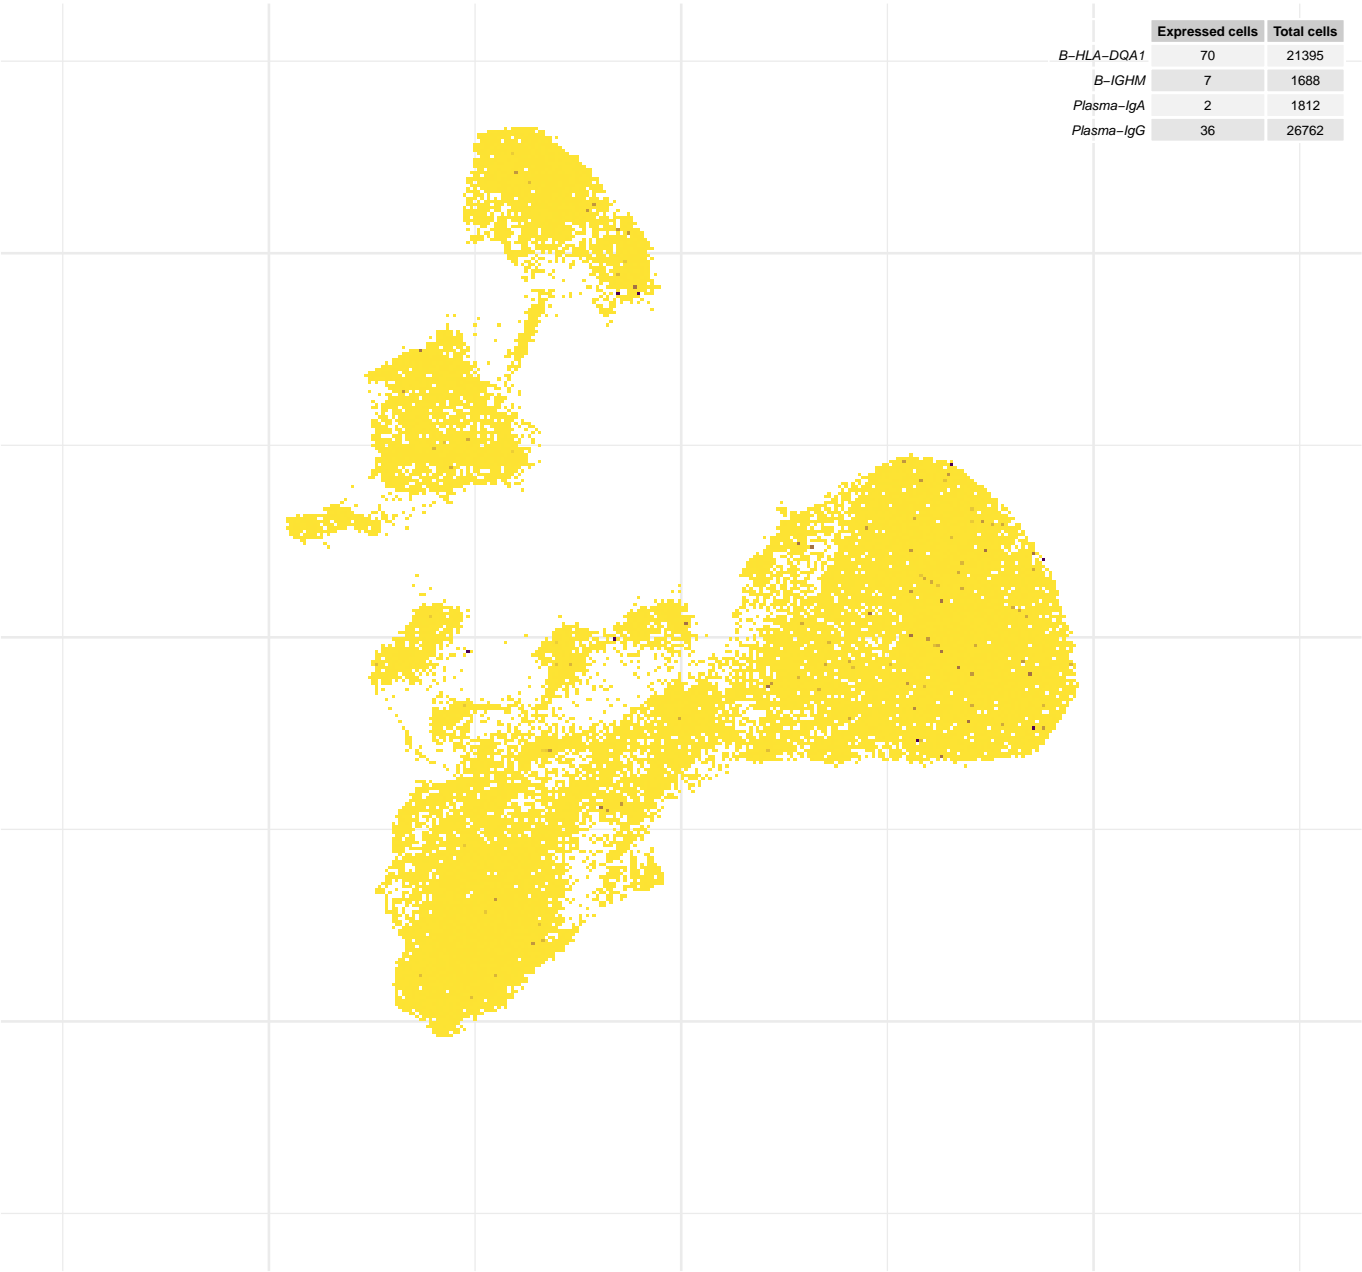 Expressed cells Total cells
B−HLA−DQA1 70 21395
B−IGHM 7 1688
Plasma−IgA 2 1812
Plasma−IgG 36 26762